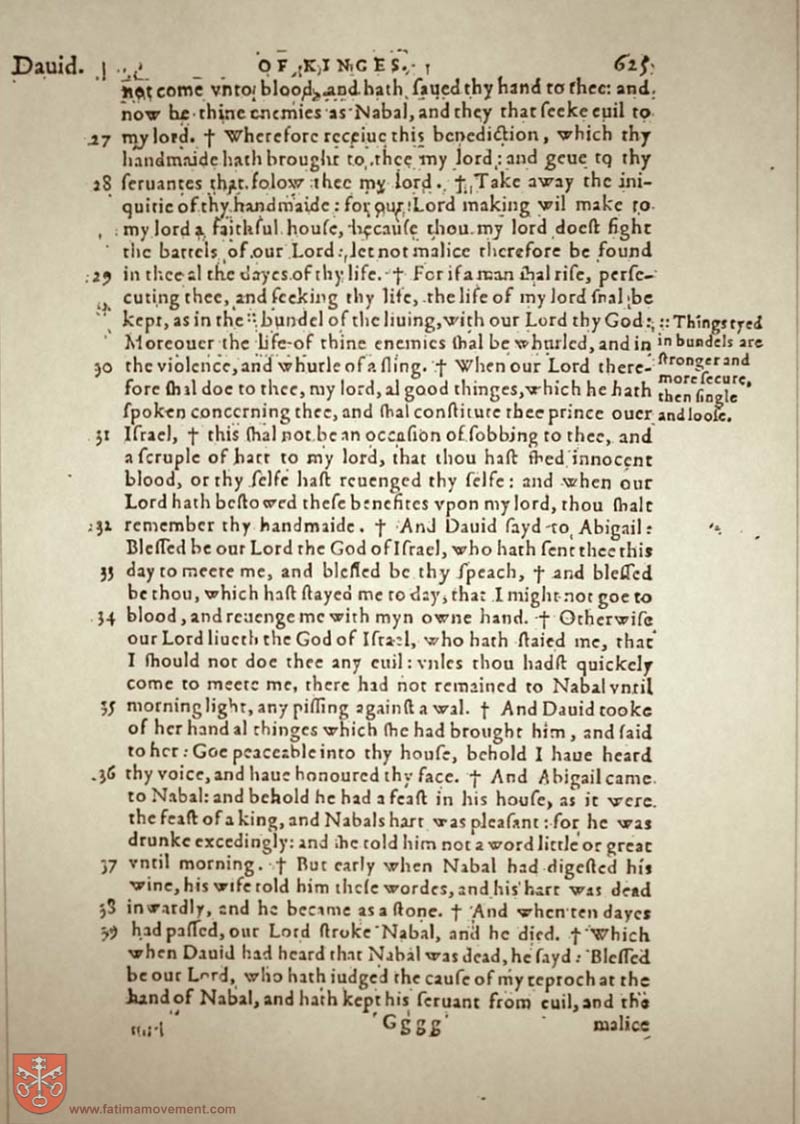 Dauid. OF KINGES. 625
not come vnto blood, and hath ſaued thy hand to thee: and
now be thine enemies as Nabal, and they that ſeeke euil to
27 my lord. † Wherefore receiue this benediction, which thy
handmaide hath brought to thee my lord: and geue to thy
28 ſeruantes that folow thee my lord. † Take away the ini-
quitie of thy handmaide: for our Lord making wil make to
my lord a faithful houſe, becauſe thou my lord doeſt fight
the battels of our Lord: let not malice therefore be found
29 in thee al the dayes of thy life. † For if a man ſhal riſe, perſe-
cuting thee, and ſeeking thy life, the life of my lord ſhal be
kept, as in the :: bundel of the liuing, with our Lord thy God:
Moreouer the life of thine enemies ſhal be whurled, and in
30 the violence, and whurle of a ſling. † When our Lord there-
fore ſhal doe to thee, my lord, al good thinges, which he hath
ſpoken concerning thee, and ſhal conſtitute thee prince ouer
:: Things tyed
in bundels are
ſtronger and
more ſecure,
then ſingle
and looſe.
31 Iſrael, † this ſhal not be an occaſion of ſobbing to thee, and
a ſcruple of hart to my lord, that thou haſt ſhed innocent
blood, or thy ſelfe haſt reuenged thy ſelfe: and when our
Lord hath beſtowed theſe benefites vpon my lord, thou ſhalt
32 remember thy handmaide. † And Dauid ſayd to Abigail:
Bleſſed be our Lord the God of Iſrael, who hath ſent thee this
33 day to meete me, and bleſſed be thy ſpeach, † and bleſſed
be thou, which haſt ſtayed me to day, that I might not goe to
34 blood, and reuenge me with myn owne hand. † Otherwiſe
our Lord liueth the God of Iſrael, who hath ſtaied me, that
I ſhould not doe thee any euil: vnles thou hadſt quickely
come to meete me, there had not remained to Nabal vntil
35 morning light, any piſſing againſt a wal. † And Dauid tooke
of her hand al thinges which ſhe had brought him, and ſaid
to her: Goe peaceable into thy houſe, behold I haue heard
36 thy voice, and haue honoured thy face. † And Abigail came
to Nabal: and behold he had a feaſt in his houſe, as it were
the feaſt of a king, and Nabals hart was pleaſant: for he was
drunke excedingly: and ſhe told him not a word little or great
37 vntil morning. † But early when Nabal had digeſted his
wine, his wife told him theſe wordes, and his hart was dead
38 inwardly, and he became as a ſtone. † And when ten dayes
39 had paſſed, our Lord ſtroke Nabal, and he died. † Which
when Dauid had heard that Nabal was dead, he ſayd: Bleſſed
be our Lord, who hath iudged the cauſe of my reproch at the
hand of Nabal, and hath kept his ſeruant from euil, and the
Gggg malice
www.fatimamovement.com